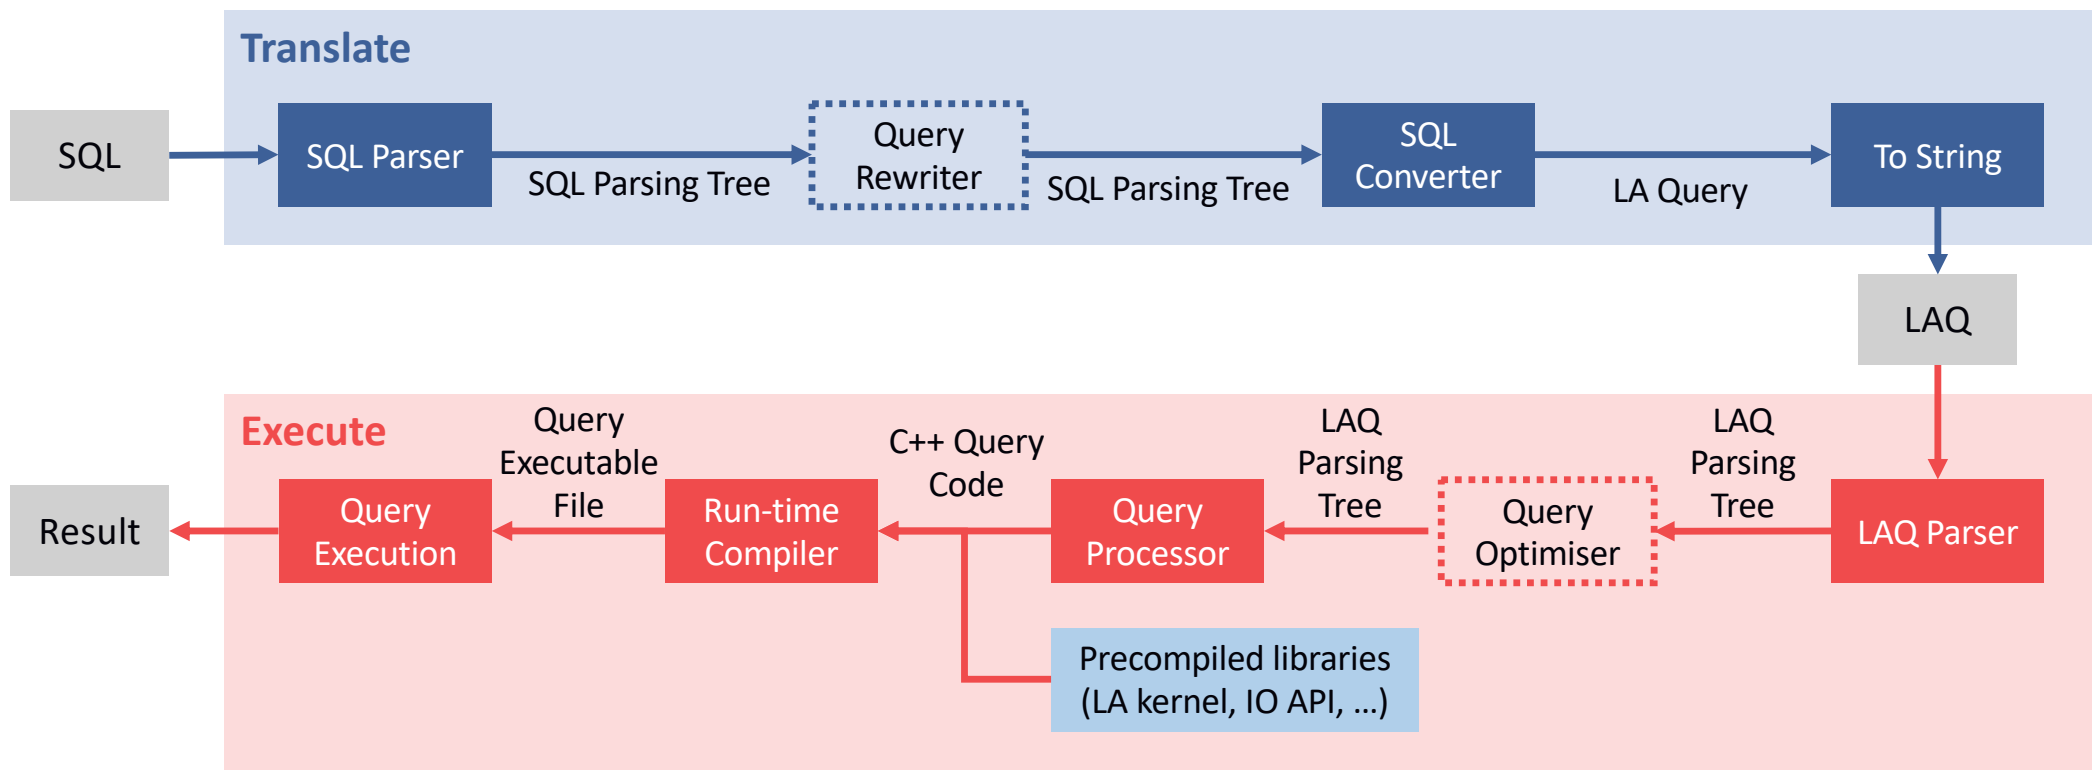 Translate
SQL
SQL Parser
SQL Parsing Tree
Query
Rewriter
SQL Parsing Tree
SQL
Converter
LA Query
To String
LAQ
Execute
LAQ
Parsing
Tree
LAQ Parser
Query
Optimiser
LAQ
Parsing
Tree
Query
Processor
C++ Query
Code
Precompiled libraries
(LA kernel, IO API, …)
Run-time
Compiler
Query
Executable
File
Query
Execution
Result